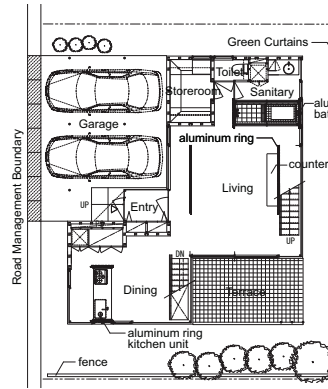 Green Curtains
Toilet
Storeroom
Sanitary
alu
bat
Garage
aluminum ring
counter
Living
Road Management Boundary
UP
Entry
UP
DN
Dining
Terrace
aluminum ring
kitchen unit
fence